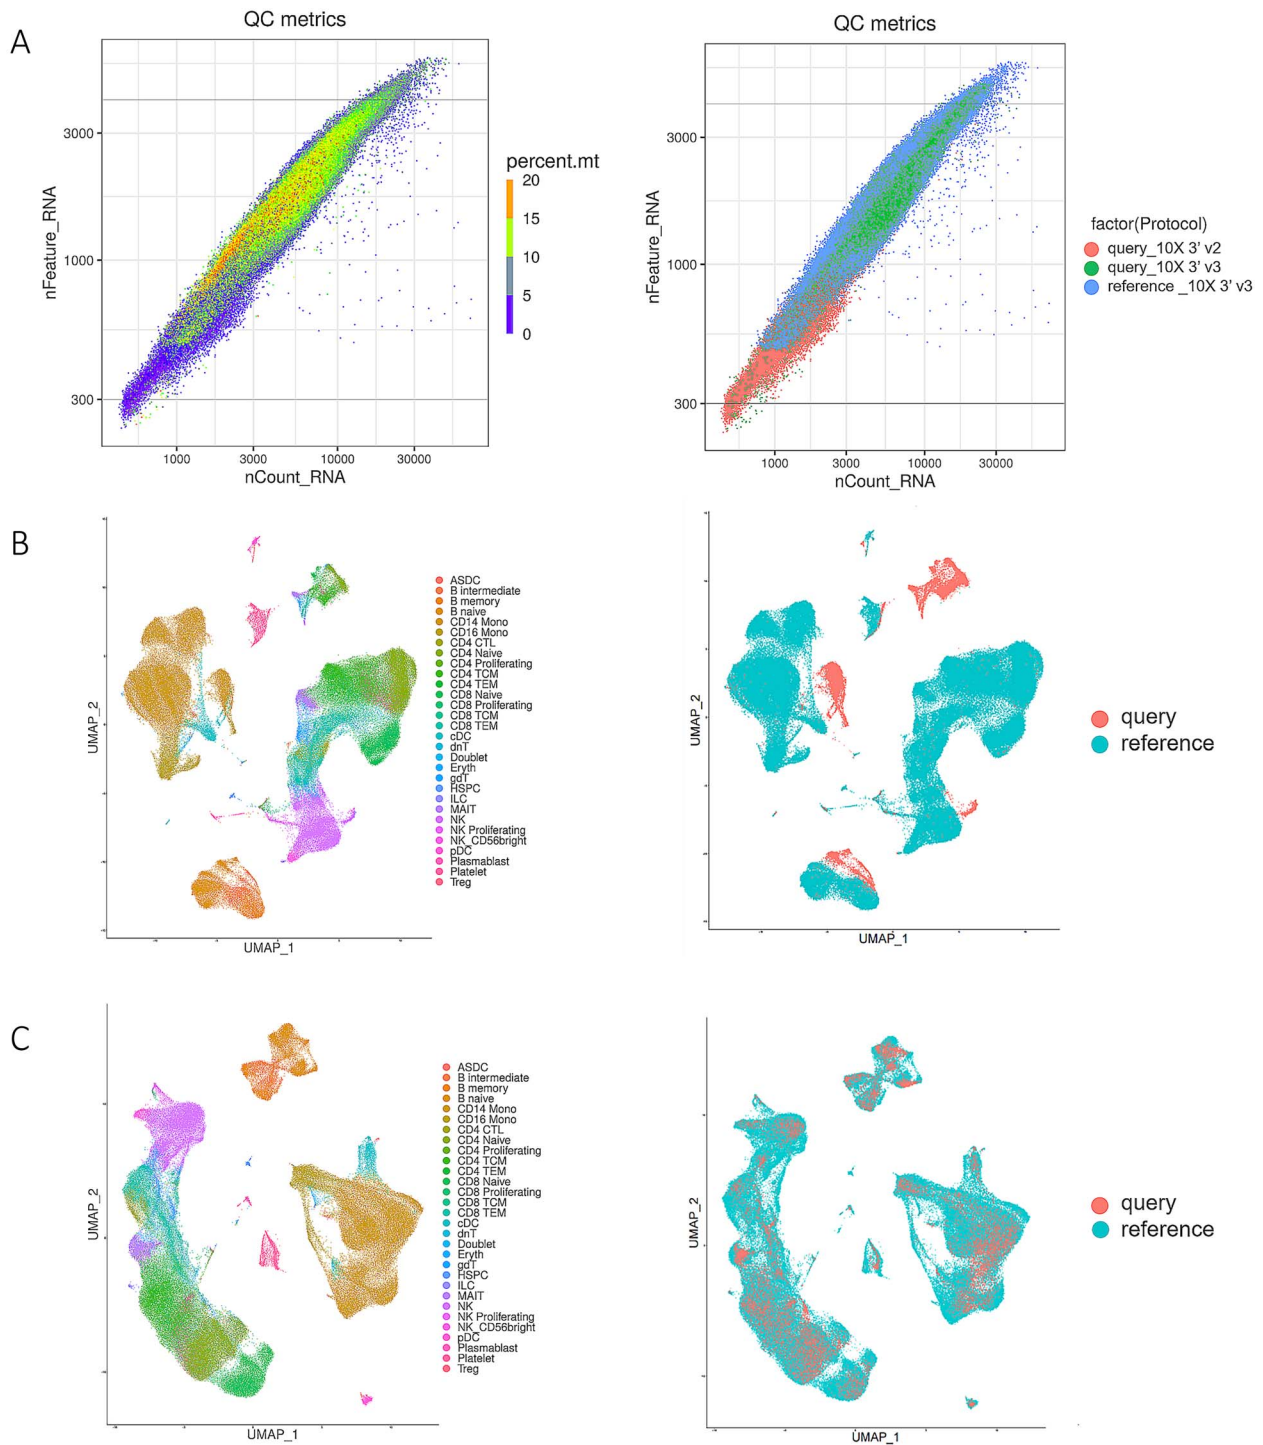 A
QC metrics
nFeature_RNA
3000
1000
300
1000
3000
10000
30000
nCount_RNA
percent.mt
20
15
10
5
0
QC metrics
nFeature_RNA
3000
1000
300
1000
3000
10000
30000
nCount_RNA
factor(Protocol)
query_10X 3' v2
query_10X 3' v3
reference _10X 3' v3
B
UMAP_2
UMAP_1
ASDC
B intermediate
B memory
B naive
CD14 Mono
CD16 Mono
CD4 CTL
CD4 Naive
CD4 Proliferating
CD4 TCM
CD4 TEM
CD8 Naive
CD8 Proliferating
CD8 TCM
CD8 TEM
cDC
dnT
Doublet
Eryth
gdT
HSPC
ILC
MAIT
NK
NK Proliferating
NK_CD56bright
pDC
Plasmablast
Platelet
Treg
UMAP_2
UMAP_1
query
reference
C
UMAP_2
UMAP_1
ASDC
B intermediate
B memory
B naive
CD14 Mono
CD16 Mono
CD4 CTL
CD4 Naive
CD4 Proliferating
CD4 TCM
CD4 TEM
CD8 Naive
CD8 Proliferating
CD8 TCM
CD8 TEM
cDC
dnT
Doublet
Eryth
gdT
HSPC
ILC
MAIT
NK
NK Proliferating
NK_CD56bright
pDC
Plasmablast
Platelet
Treg
UMAP_2
UMAP_1
query
reference